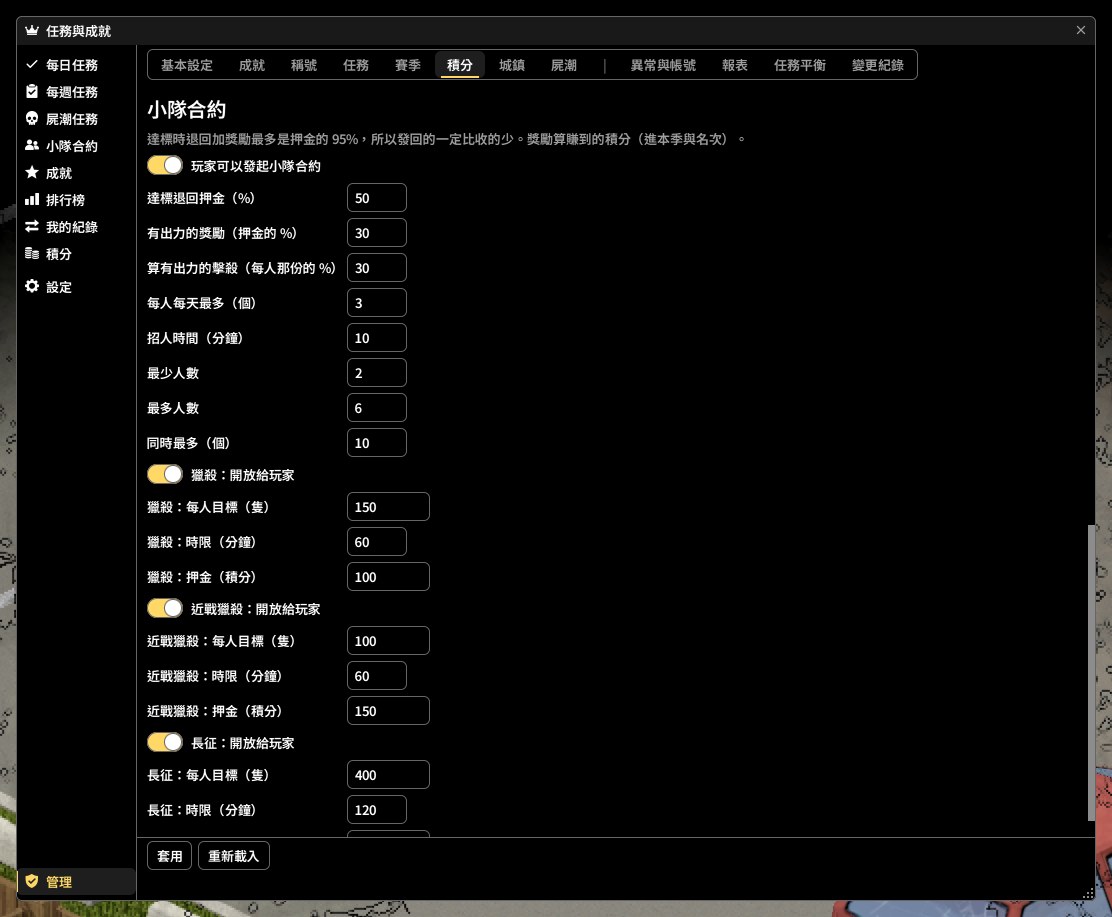 任務與成就
每日任務
每週任務
屍潮任務
小隊合約
成就
排行榜
我的紀錄
積分
設定
管理
基本設定 成就 稱號 任務 賽季 積分 城鎮 屍潮 | 異常與帳號 報表 任務平衡 變更紀錄
小隊合約
達標時退回加獎勵最多是押金的 95%，所以發回的一定比收的少。獎勵算賺到的積分（進本季與名次）。
玩家可以發起小隊合約
達標退回押金（%） 50
有出力的獎勵（押金的 %） 30
算有出力的擊殺（每人那份的 %） 30
每人每天最多（個） 3
招人時間（分鐘） 10
最少人數 2
最多人數 6
同時最多（個） 10
獵殺：開放給玩家
獵殺：每人目標（隻） 150
獵殺：時限（分鐘） 60
獵殺：押金（積分） 100
近戰獵殺：開放給玩家
近戰獵殺：每人目標（隻） 100
近戰獵殺：時限（分鐘） 60
近戰獵殺：押金（積分） 150
長征：開放給玩家
長征：每人目標（隻） 400
長征：時限（分鐘） 120
套用 重新載入